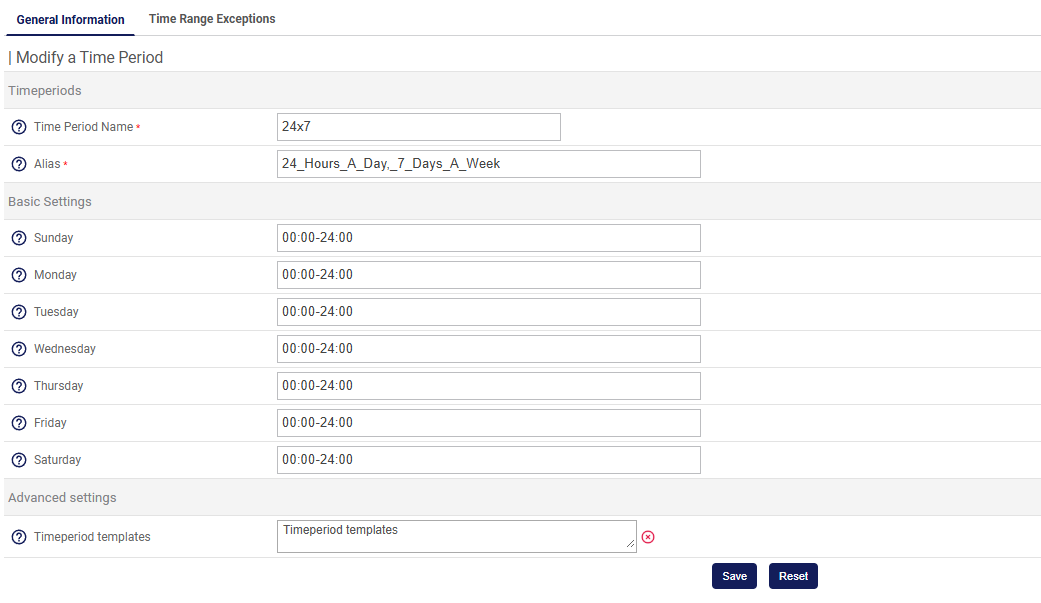 General Information Time Range Exceptions
| Modify a Time Period
Timeperiods
Time Period Name * 24x7
Alias * 24_Hours_A_Day,_7_Days_A_Week
Basic Settings
Sunday 00:00-24:00
Monday 00:00-24:00
Tuesday 00:00-24:00
Wednesday 00:00-24:00
Thursday 00:00-24:00
Friday 00:00-24:00
Saturday 00:00-24:00
Advanced settings
Timeperiod templates Timeperiod templates
Save Reset